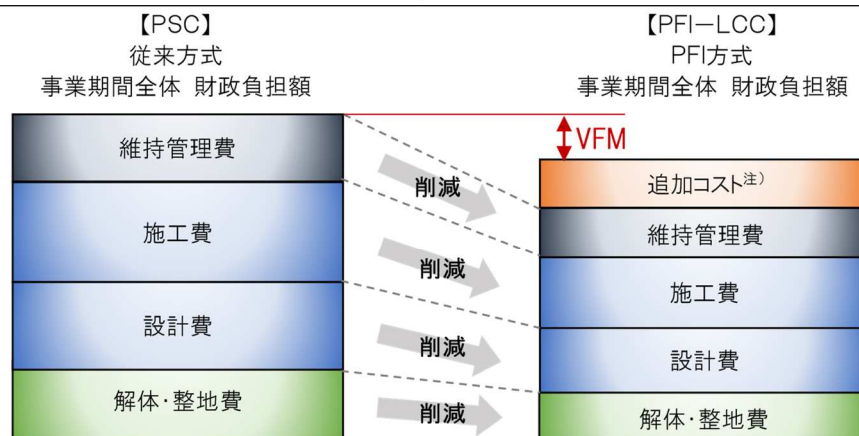 【PSC】
従来方式
事業期間全体 財政負担額
維持管理費
施工費
設計費
解体・整地費
削減
削減
削減
削減
【PFI－LCC】
PFI方式
事業期間全体 財政負担額
VFM
追加コスト注）
維持管理費
施工費
設計費
解体・整地費